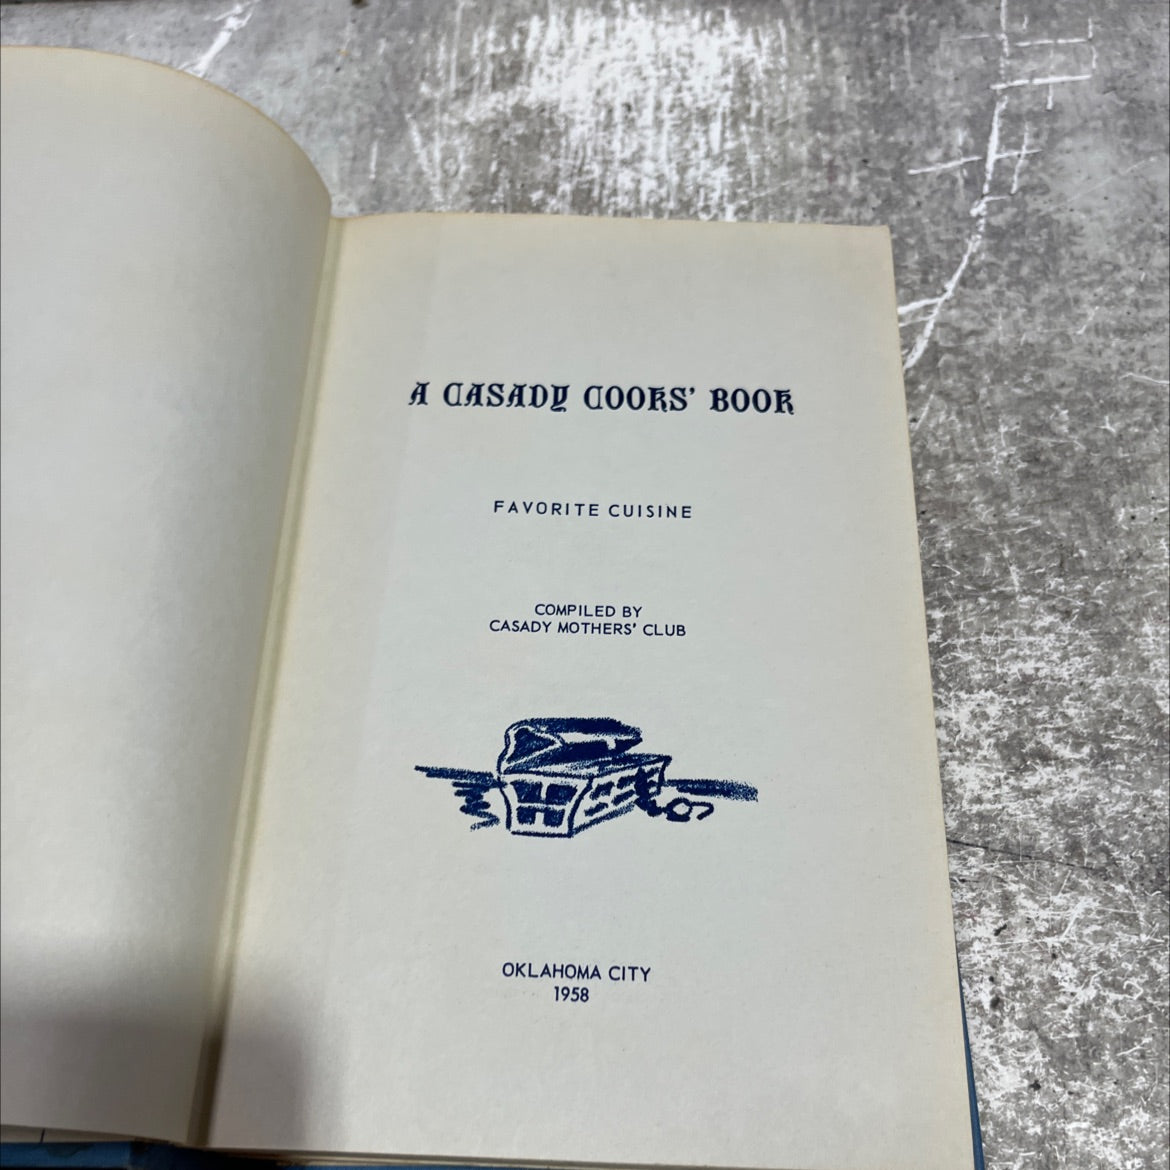 A CASADY COOKS' BOOK
FAVORITE CUISINE
COMPILED BY
CASADY MOTHERS' CLUB
OKLAHOMA CITY
1958